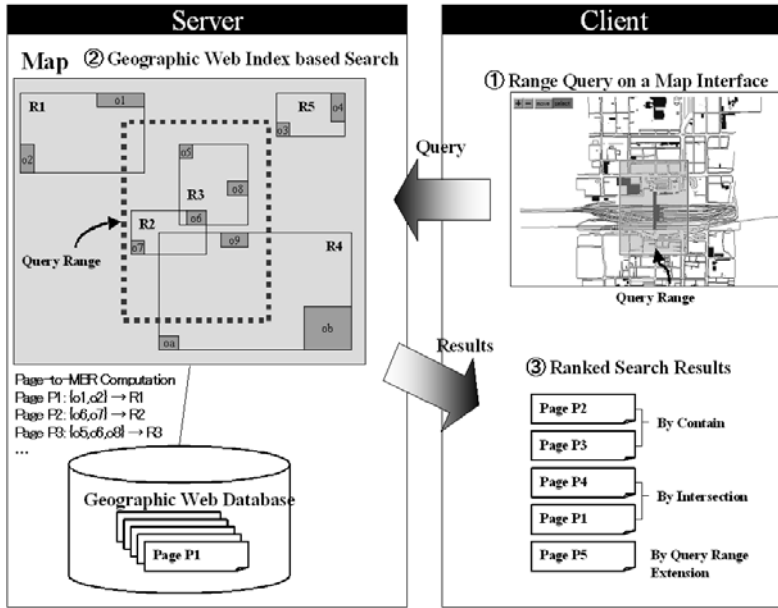 Server
Client
Map
② Geographic Web Index based Search
R1
o1
o2
R5
o4
o3
o5
R3
o8
R2
o6
o7
o9
R4
oa
ob
Query Range
Page-to-MBR Computation
Page P1: {o1,o2} → R1
Page P2: {o6,o7} → R2
Page P3: {o5,o6,o8} → R3
...
Geographic Web Database
Page P1
Query
Results
① Range Query on a Map Interface
select
Query Range
③ Ranked Search Results
Page P2
Page P3
By Contain
Page P4
Page P1
By Intersection
Page P5
By Query Range
Extension